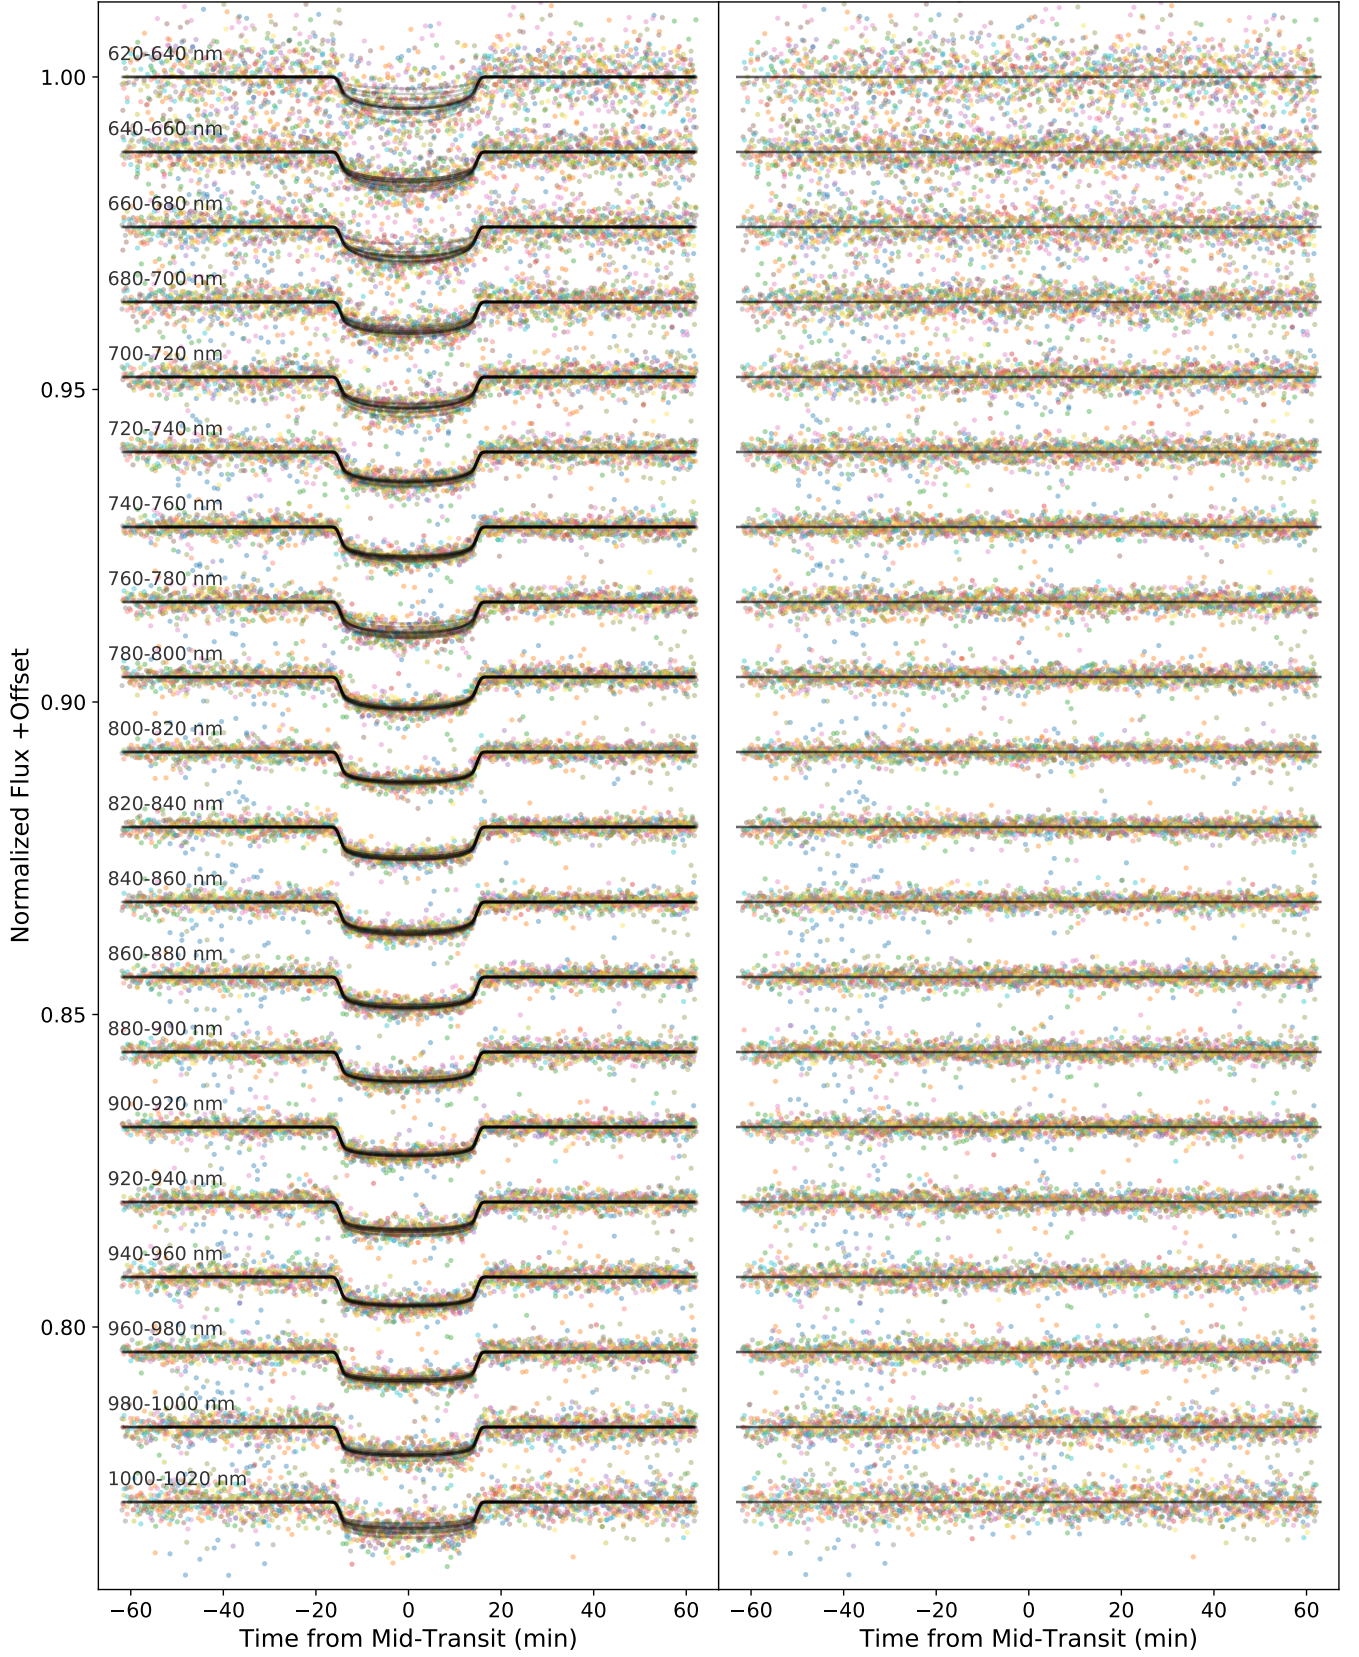 620-640 nm
1.00
640-660 nm
660-680 nm
680-700 nm
700-720 nm
0.95
720-740 nm
740-760 nm
760-780 nm
780-800 nm
0.90
800-820 nm
820-840 nm
840-860 nm
860-880 nm
0.85
880-900 nm
900-920 nm
920-940 nm
940-960 nm
0.80
960-980 nm
980-1000 nm
1000-1020 nm
Normalized Flux +Offset
−60 −40 −20 0 20 40 60
Time from Mid-Transit (min)
−60 −40 −20 0 20 40 60
Time from Mid-Transit (min)